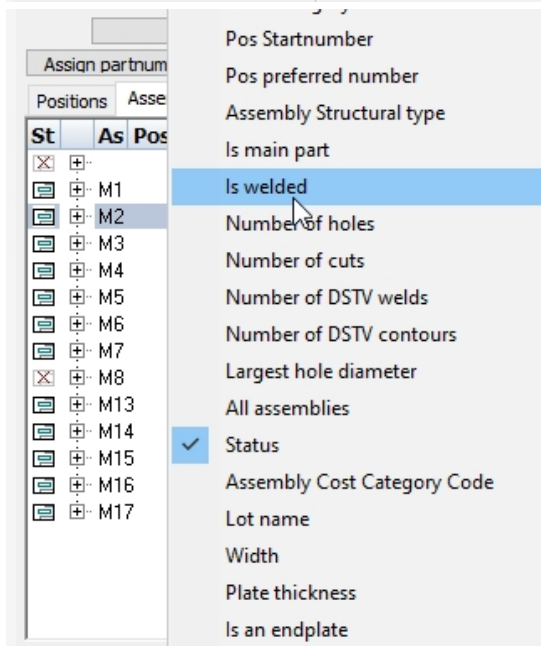 Assign partnum
Positions Asse
St As Pos
M1
M2
M3
M4
M5
M6
M7
M8
M13
M14
M15
M16
M17
Pos Startnumber
Pos preferred number
Assembly Structural type
Is main part
Is welded
Number of holes
Number of cuts
Number of DSTV welds
Number of DSTV contours
Largest hole diameter
All assemblies
Status
Assembly Cost Category Code
Lot name
Width
Plate thickness
Is an endplate